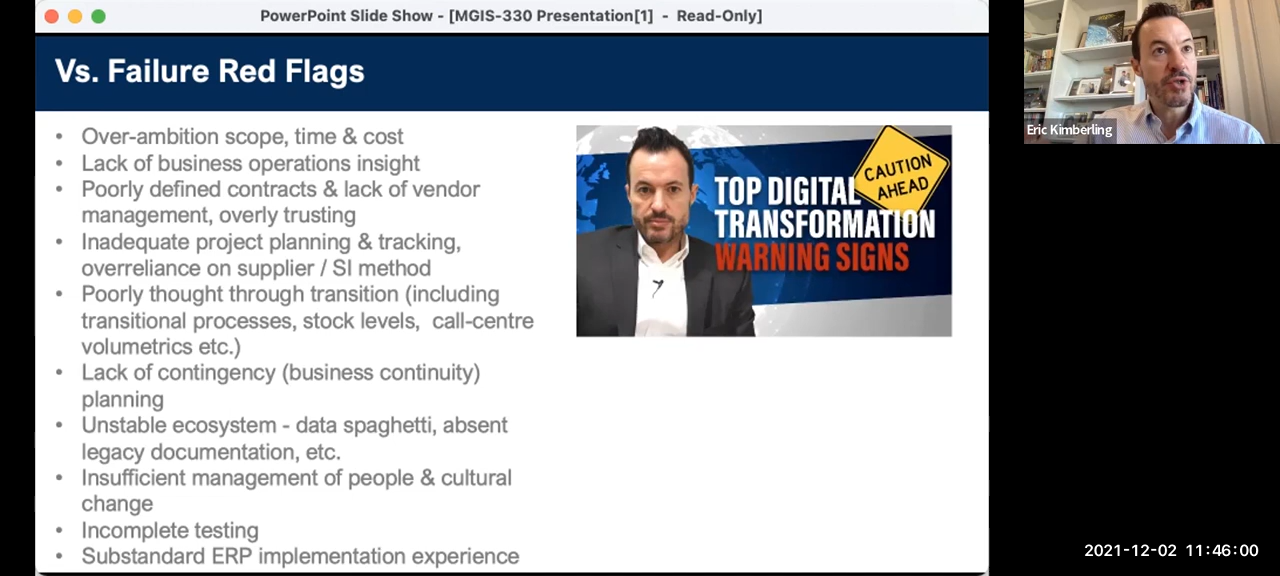 PowerPoint Slide Show - [MGIS-330 Presentation[1] - Read-Only]
Vs. Failure Red Flags
• Over-ambition scope, time & cost
• Lack of business operations insight
• Poorly defined contracts & lack of vendor
management, overly trusting
• Inadequate project planning & tracking,
overreliance on supplier / SI method
• Poorly thought through transition (including
transitional processes, stock levels, call-centre
volumetrics etc.)
• Lack of contingency (business continuity)
planning
• Unstable ecosystem - data spaghetti, absent
legacy documentation, etc.
• Insufficient management of people & cultural
change
• Incomplete testing
• Substandard ERP implementation experience
CAUTION
AHEAD
TOP DIGITAL
TRANSFORMATION
WARNING SIGNS
Eric Kimberling
2021-12-02 11:46:00